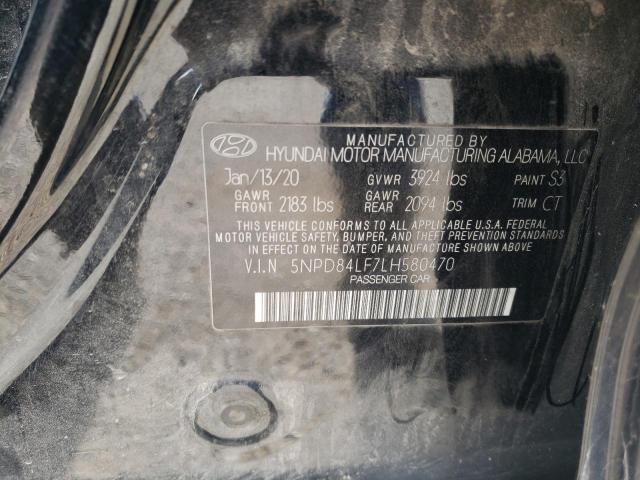 MANUFACTURED BY
HYUNDAI MOTOR MANUFACTURING ALABAMA, LLC
Jan/13/20 GVWR 3924 lbs PAINT S3
GAWR FRONT 2183 lbs GAWR REAR 2094 lbs TRIM CT
THIS VEHICLE CONFORMS TO ALL APPLICABLE U.S.A. FEDERAL
MOTOR VEHICLE SAFETY, BUMPER, AND THEFT PREVENTION STANDARDS
IN EFFECT ON THE DATE OF MANUFACTURE SHOWN ABOVE.
V.I.N 5NPD84LF7LH580470
PASSENGER CAR